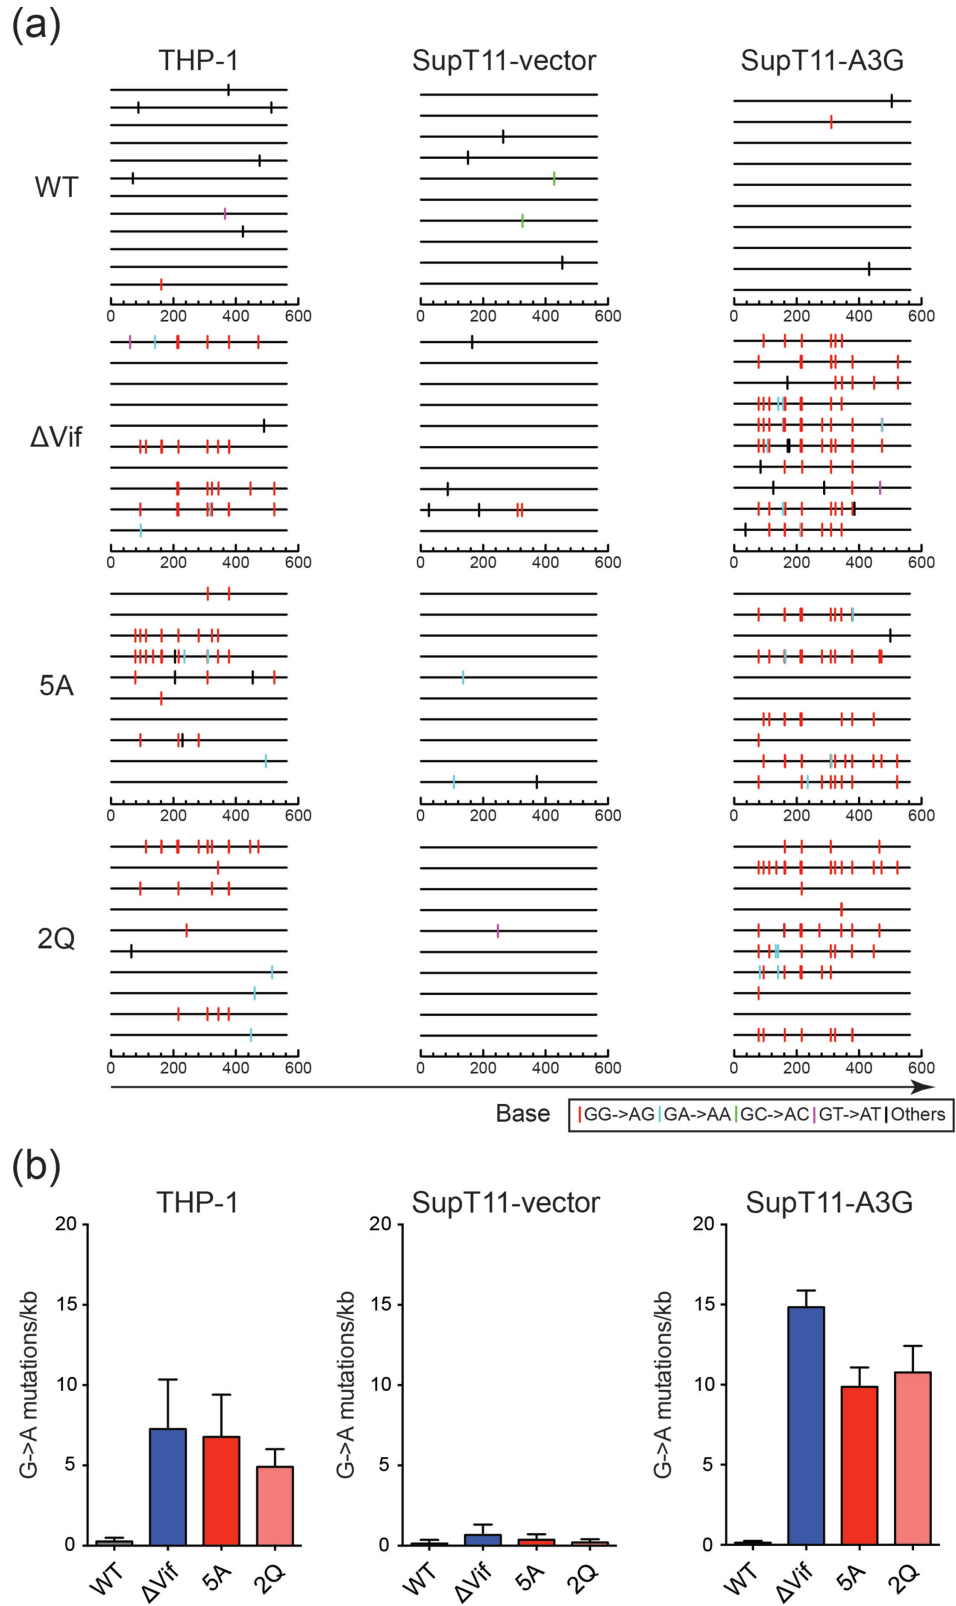 (a)
THP-1 SupT11-vector SupT11-A3G
WT
0 200 400 600 0 200 400 600 0 200 400 600
ΔVif
0 200 400 600 0 200 400 600 0 200 400 600
5A
0 200 400 600 0 200 400 600 0 200 400 600
2Q
0 200 400 600 0 200 400 600 0 200 400 600
Base GG->AG GA->AA GC->AC GT->AT Others
(b)
THP-1
G->A mutations/kb
20
15
10
5
0
WT ΔVif 5A 2Q
SupT11-vector
G->A mutations/kb
20
15
10
5
0
WT ΔVif 5A 2Q
SupT11-A3G
G->A mutations/kb
20
15
10
5
0
WT ΔVif 5A 2Q